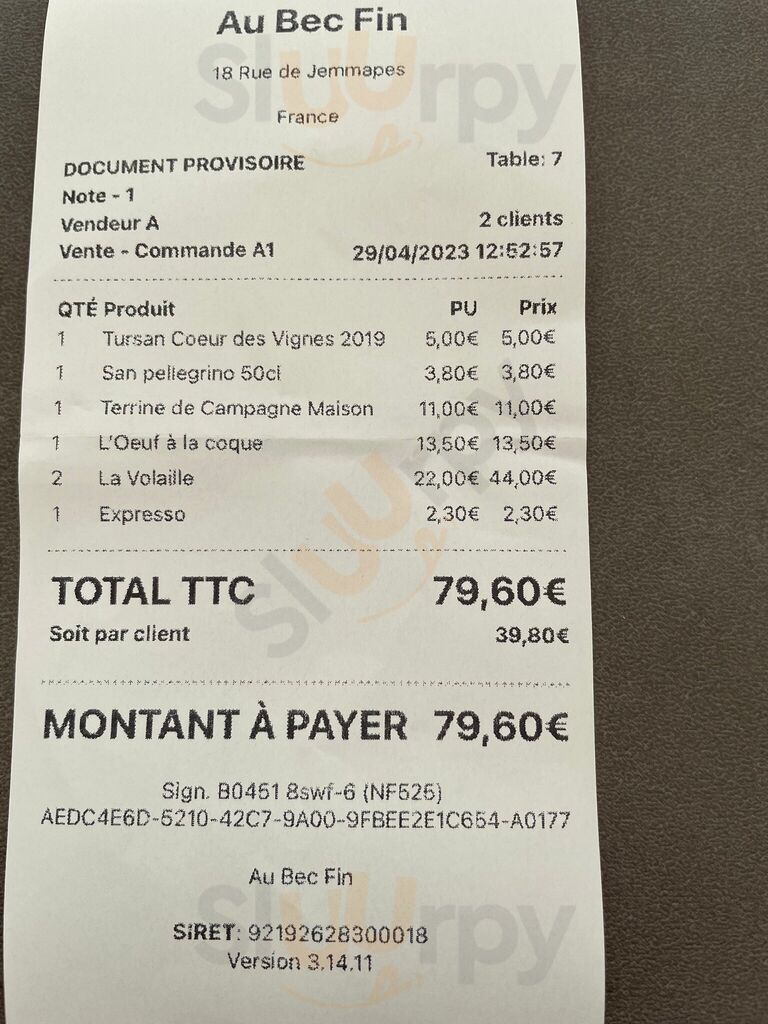 Au Bec Fin
18 Rue de Jemmapes
France
DOCUMENT PROVISOIRE Table: 7
Note - 1
Vendeur A 2 clients
Vente - Commande A1 29/04/2023 12:52:57
QTÉ Produit PU Prix
1 Tursan Coeur des Vignes 2019 5,00€ 5,00€
1 San pellegrino 50cl 3,80€ 3,80€
1 Terrine de Campagne Maison 11,00€ 11,00€
1 L'Oeuf à la coque 13,50€ 13,50€
2 La Volaille 22,00€ 44,00€
1 Expresso 2,30€ 2,30€
TOTAL TTC 79,60€
Soit par client 39,80€
MONTANT À PAYER 79,60€
Sign. B0451 8swf-6 (NF525)
AEDC4E6D-5210-42C7-9A00-9FBEE2E1C654-A0177
Au Bec Fin
SIRET: 92192628300018
Version 3.14.11
Sluurpy
Sluurpy
Sluurpy